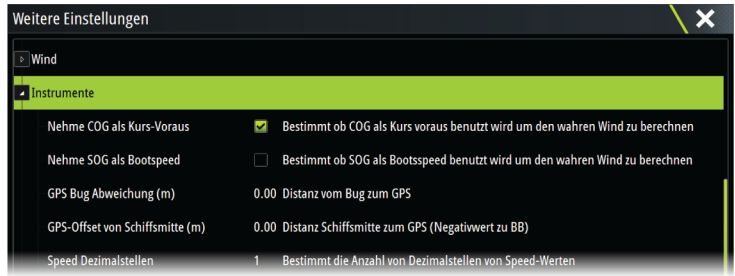 Weitere Einstellungen
Wind
Instrumente
Nehme COG als Kurs-Voraus Bestimmt ob COG als Kurs voraus benutzt wird um den wahren Wind zu berechnen
Nehme SOG als Bootspeed Bestimmt ob SOG als Bootsspeed benutzt wird um den wahren Wind zu berechnen
GPS Bug Abweichung (m) 0.00 Distanz vom Bug zum GPS
GPS-Offset von Schiffsmitte (m) 0.00 Distanz Schiffsmitte zum GPS (Negativwert zu BB)
Speed Dezimalstellen 1 Bestimmt die Anzahl von Dezimalstellen von Speed-Werten